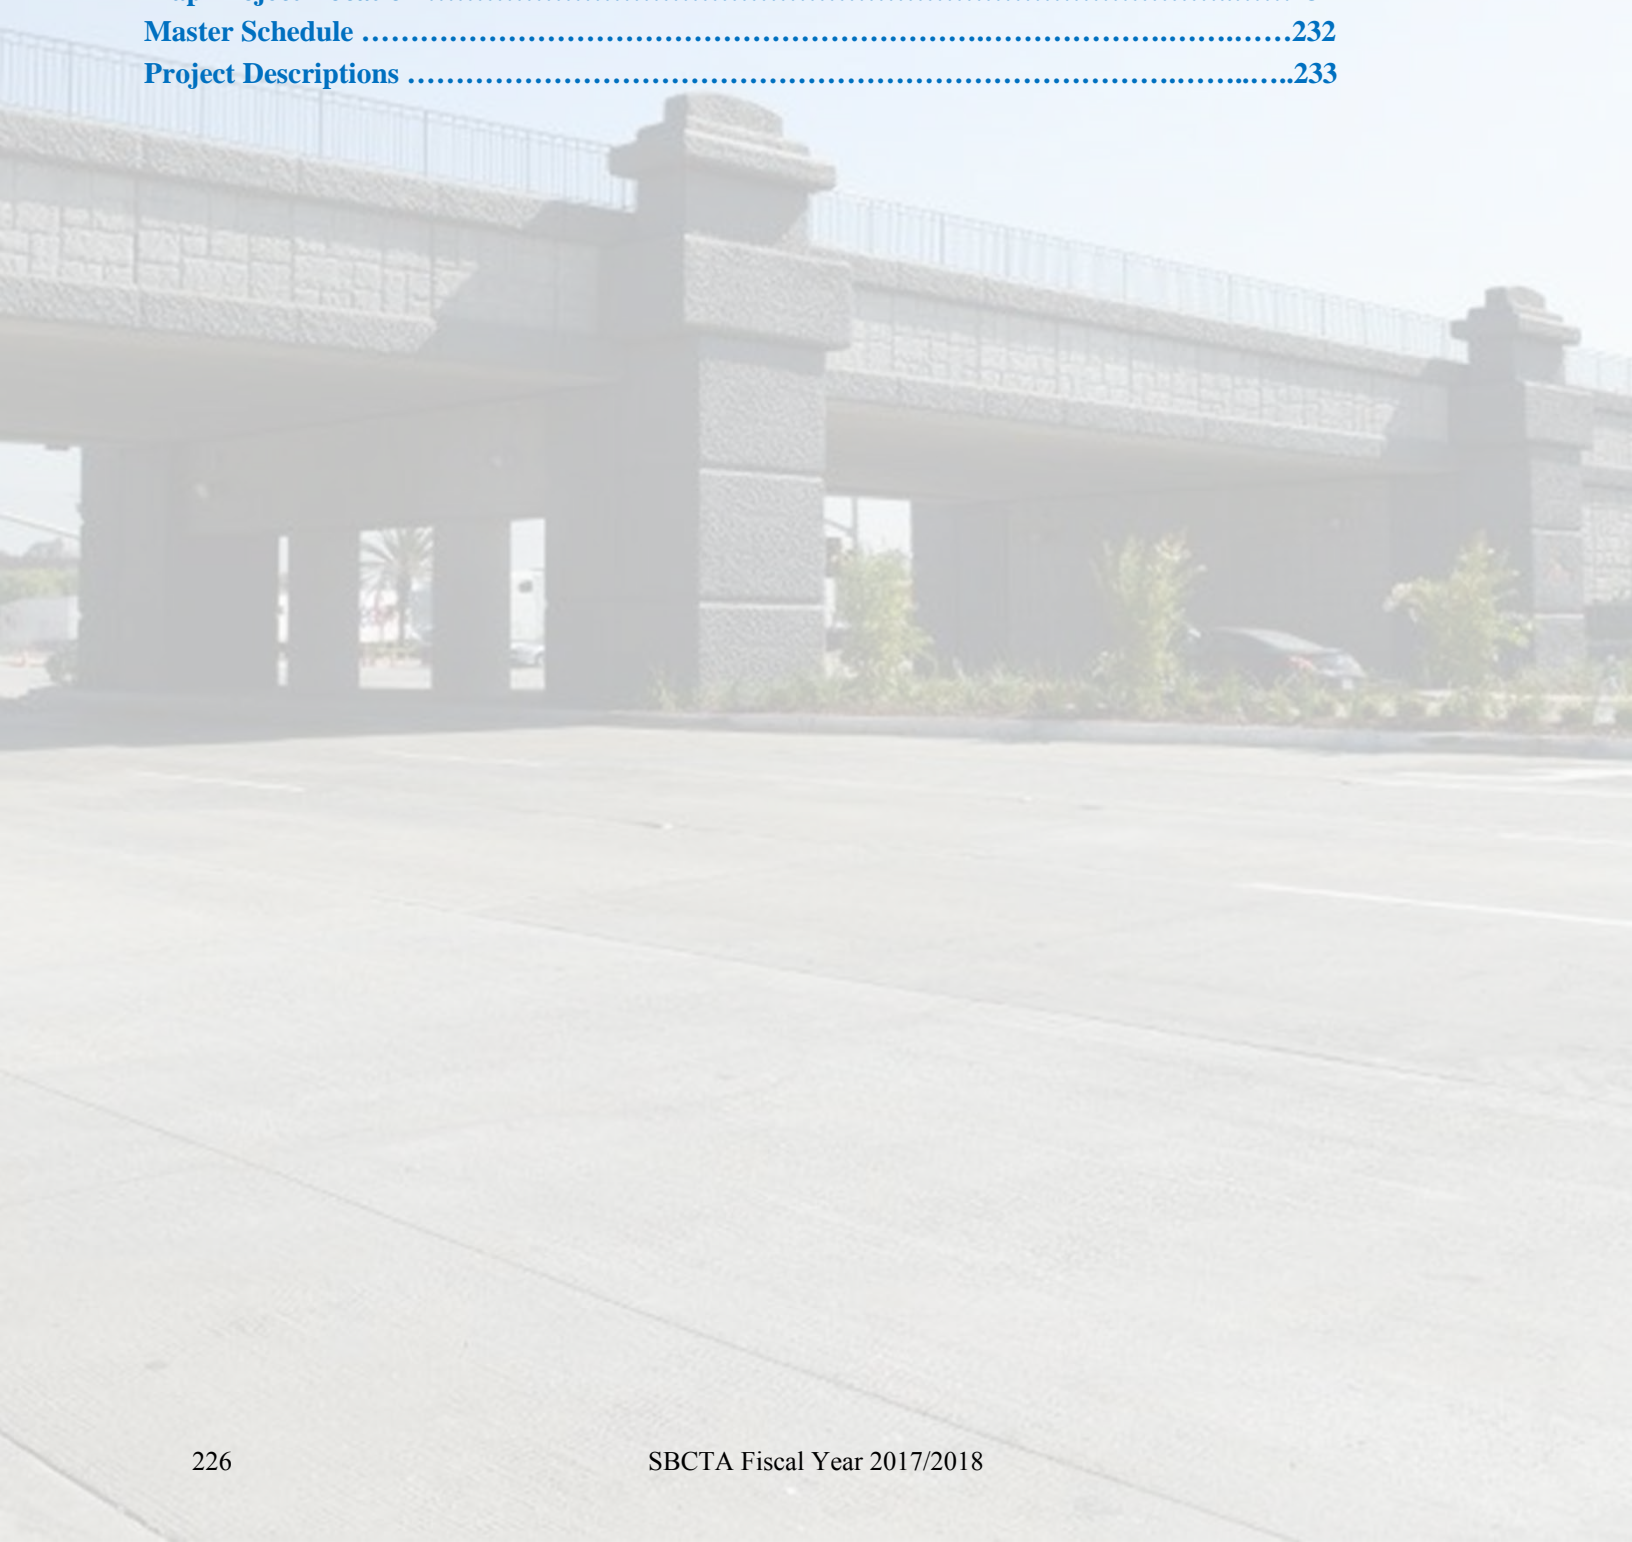 Master Schedule ……………………………………………………….……………….…….……232
Project Descriptions …………………………………………………………………….……..…..233
226
SBCTA Fiscal Year 2017/2018